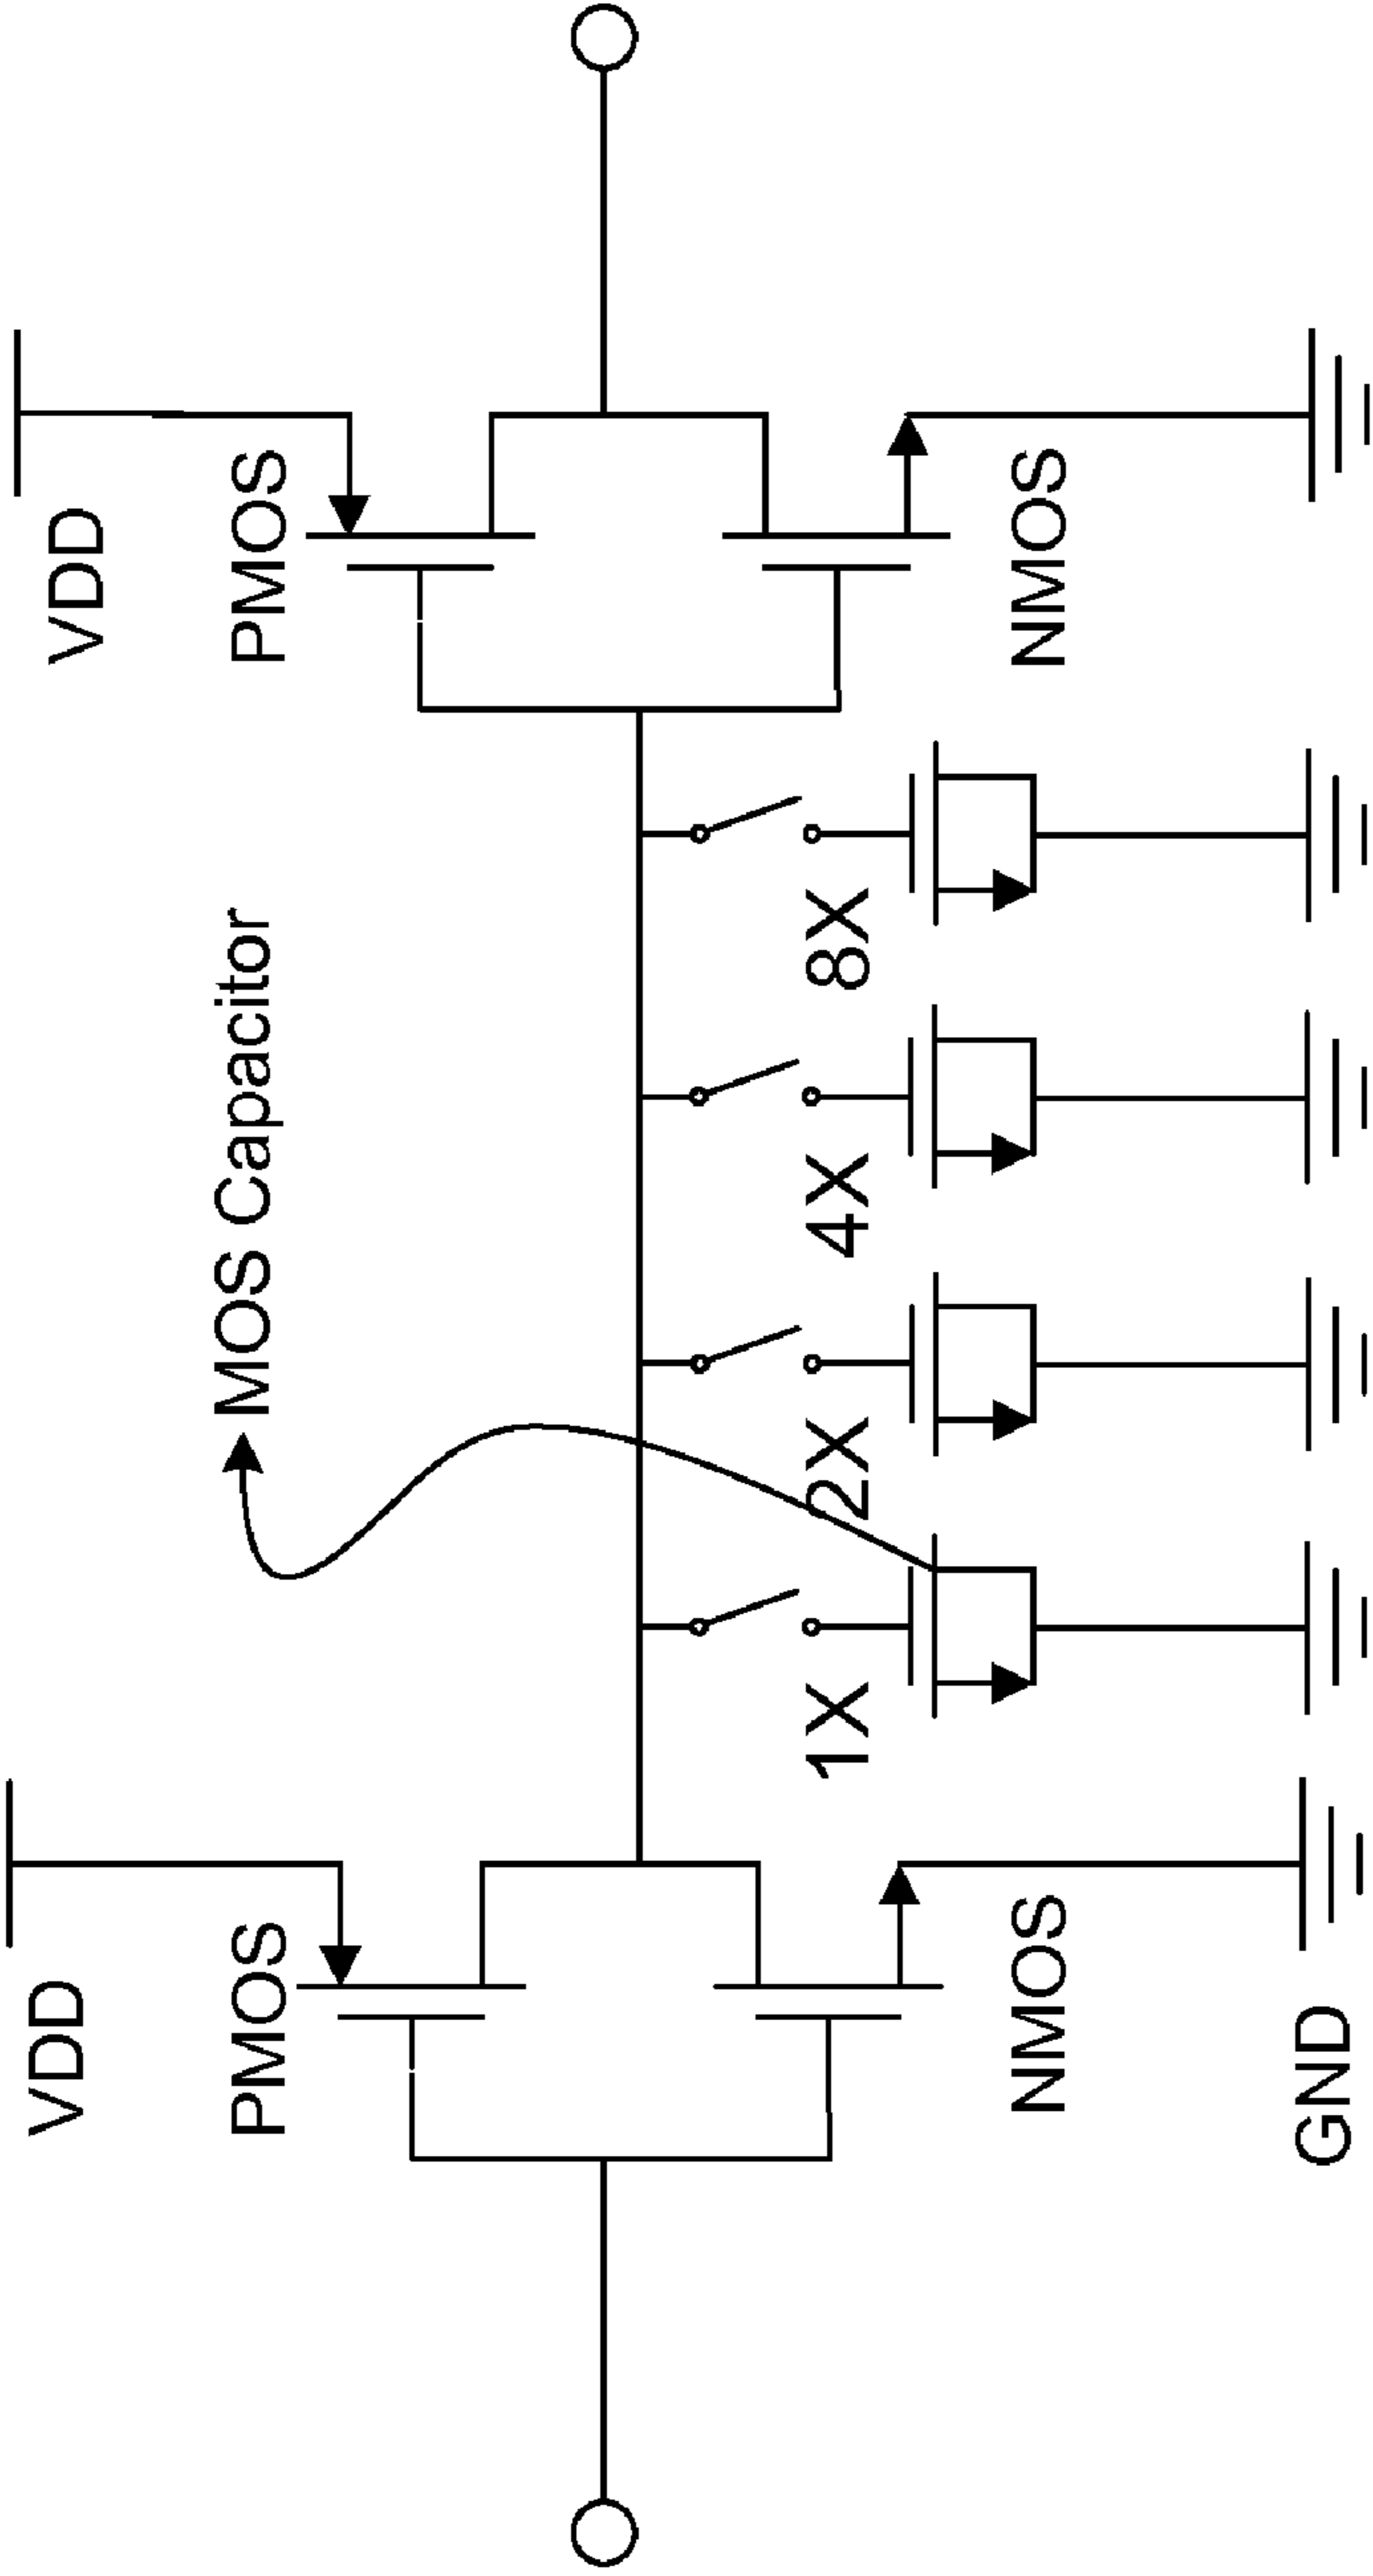 VDD
VDD
PMOS
MOS Capacitor
PMOS
1X
2X
4X
8X
NMOS
NMOS
GND